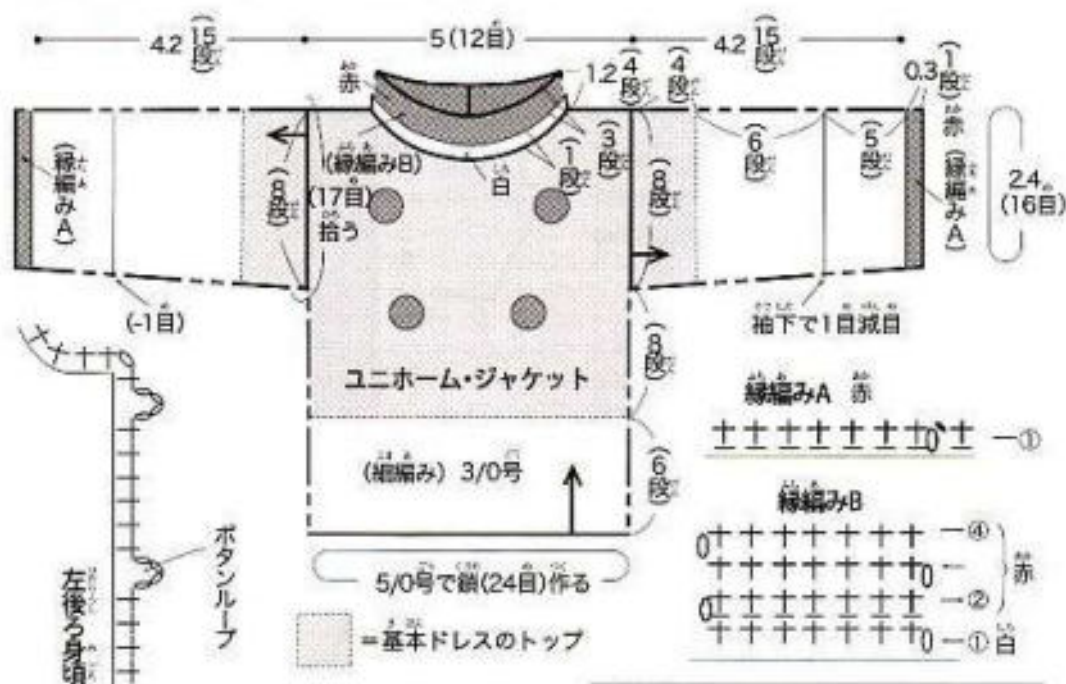 4.2(15段)
5(12目)
4.2(15段)
赤
1.2
(4段)
(4段)
0.3(1段)
赤(縁編みA)
(縁編みA)
(8段)
(縁編みB)
(17目)
拾う
白
(1段)
(3段)
(8段)
(6段)
(5段)
2.4
(16目)
(-1目)
袖下で1目減目
(8段)
ユニホーム・ジャケット
(細編み) 3/0号
(6段)
5/0号で鎖(24目)作る
=基本ドレスのトップ
ボタンループ
左後ろ身頃
縁編みA 赤
①
縁編みB
④
②
赤
①白